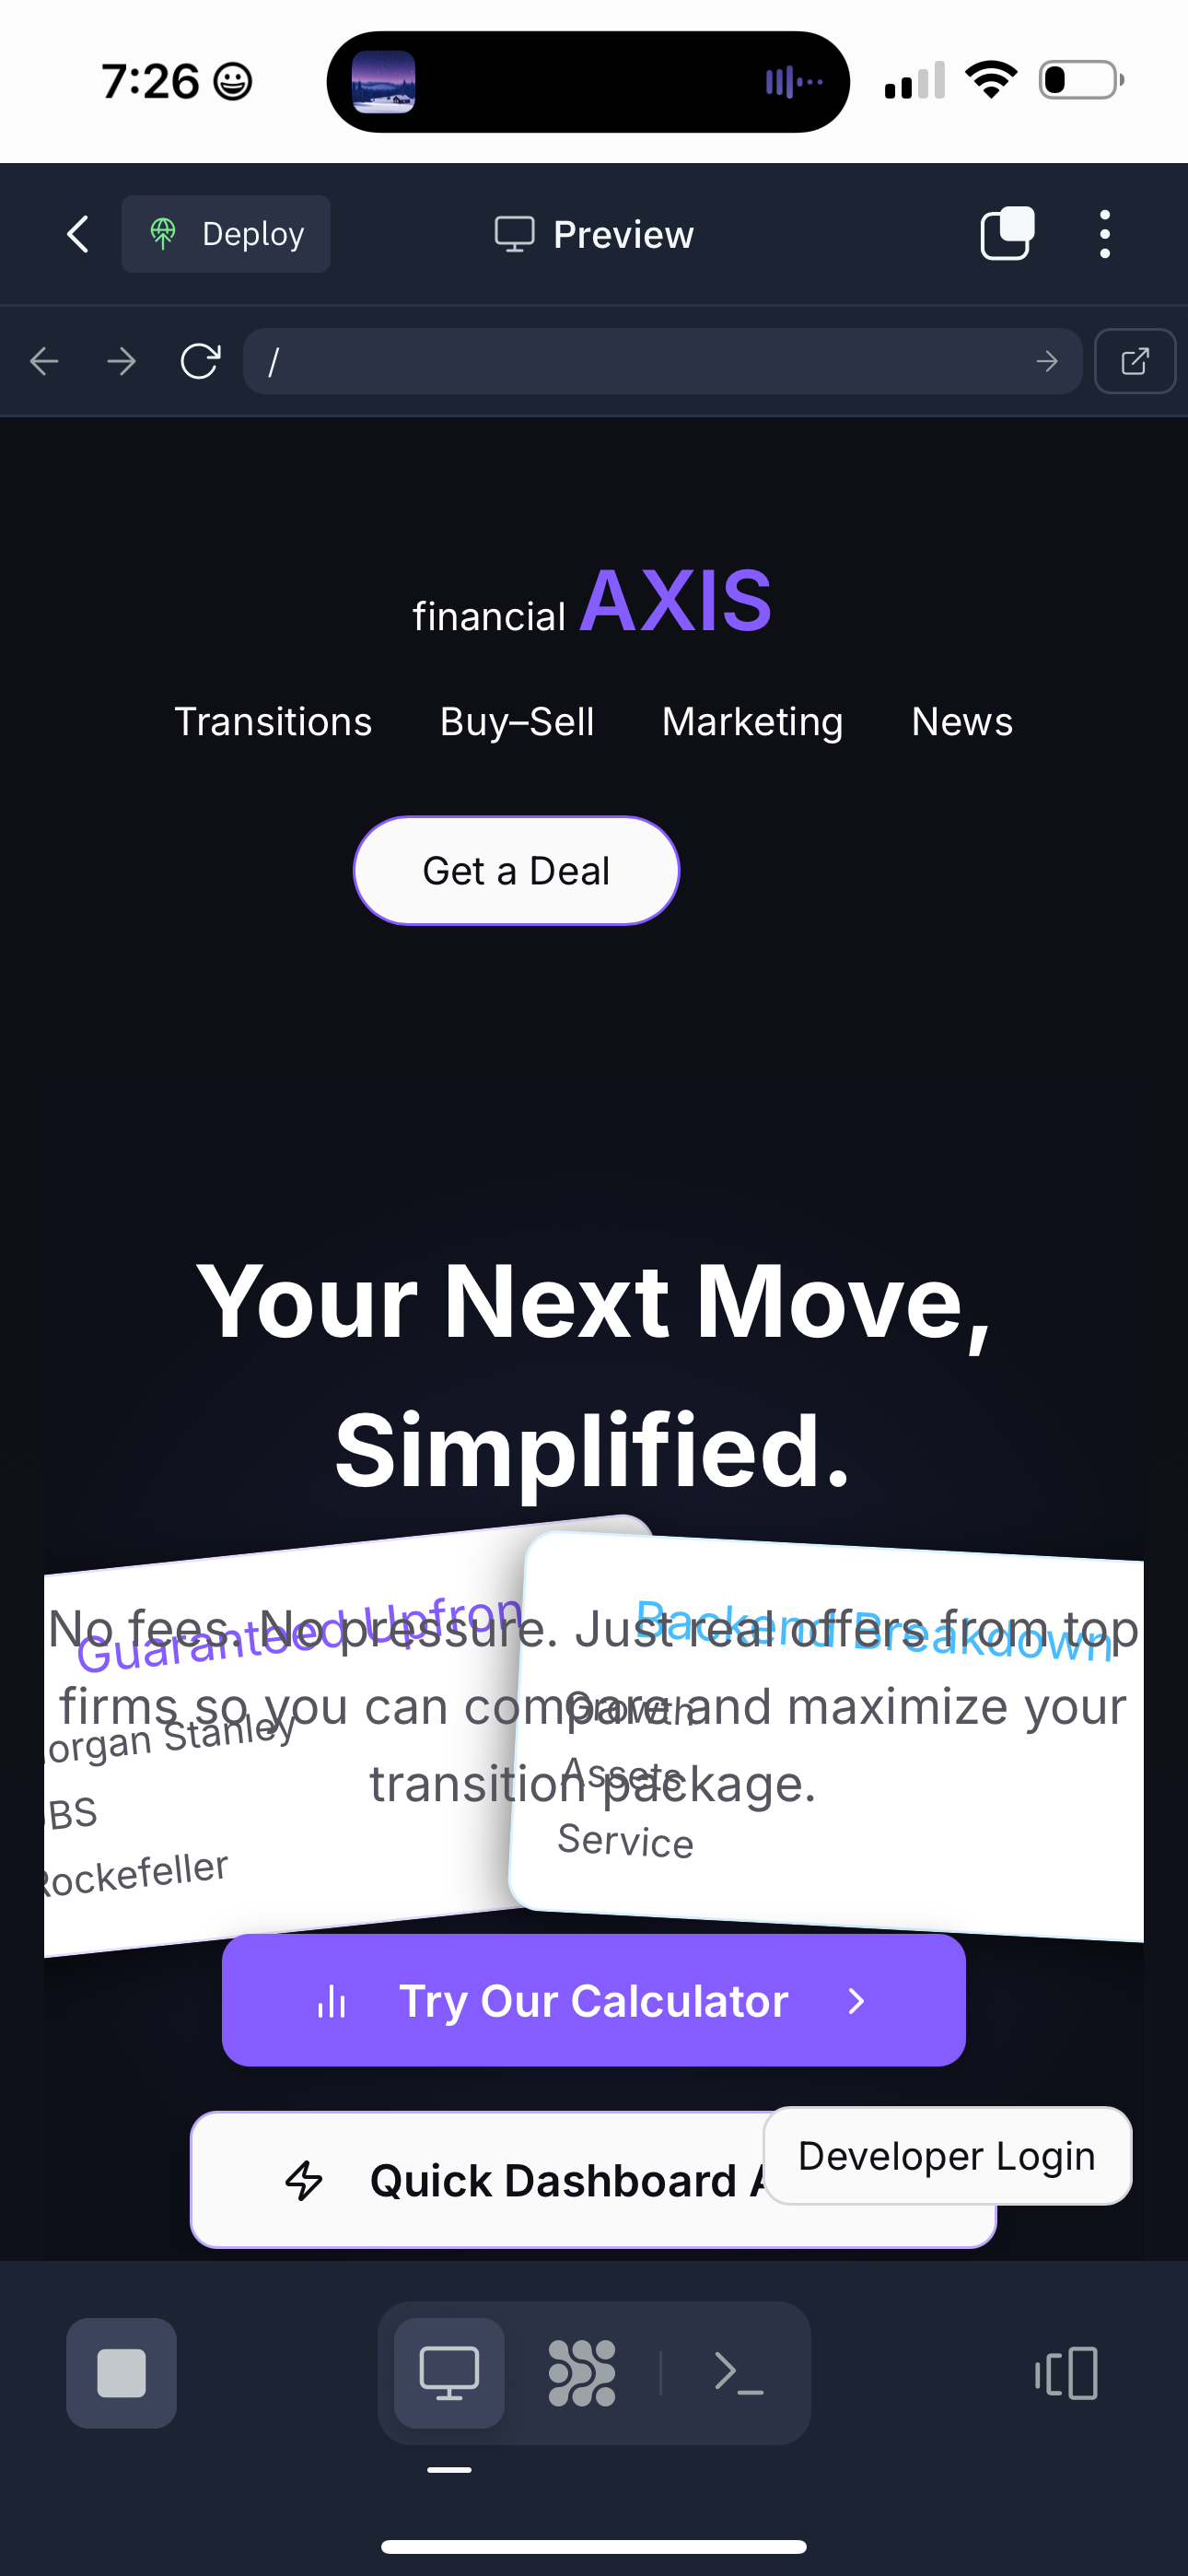 7:26
Deploy
Preview
/
financial AXIS
Transitions Buy–Sell Marketing News
Get a Deal
Your Next Move,
Simplified.
No fees. No pressure. Just real offers from top
firms so you can compare and maximize your
transition package.
Guaranteed Upfron
organ Stanley
BS
Rockefeller
Backend Breakdown
Growth
Assets
Service
Try Our Calculator
Quick Dashboard A
Developer Login